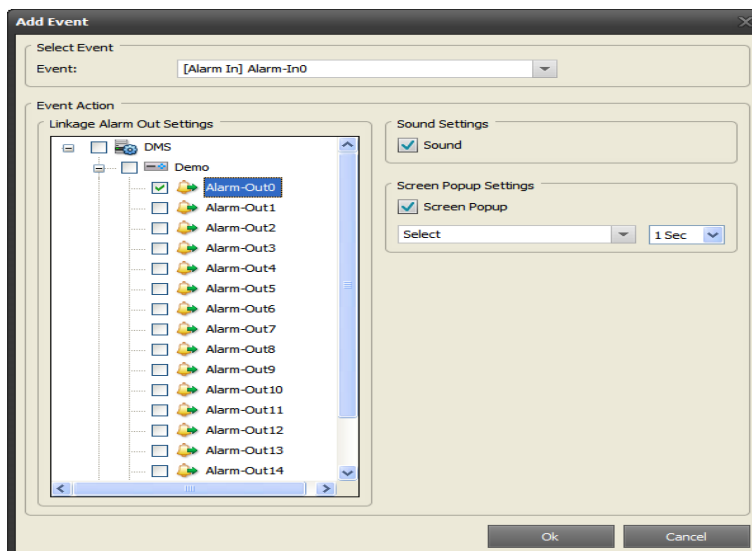 Add Event
Select Event
Event: [Alarm In] Alarm-In0
Event Action
Linkage Alarm Out Settings
DMS
Demo
Alarm-Out0
Alarm-Out1
Alarm-Out2
Alarm-Out3
Alarm-Out4
Alarm-Out5
Alarm-Out6
Alarm-Out7
Alarm-Out8
Alarm-Out9
Alarm-Out10
Alarm-Out11
Alarm-Out12
Alarm-Out13
Alarm-Out14
Sound Settings
Sound
Screen Popup Settings
Screen Popup
Select 1 Sec
Ok Cancel